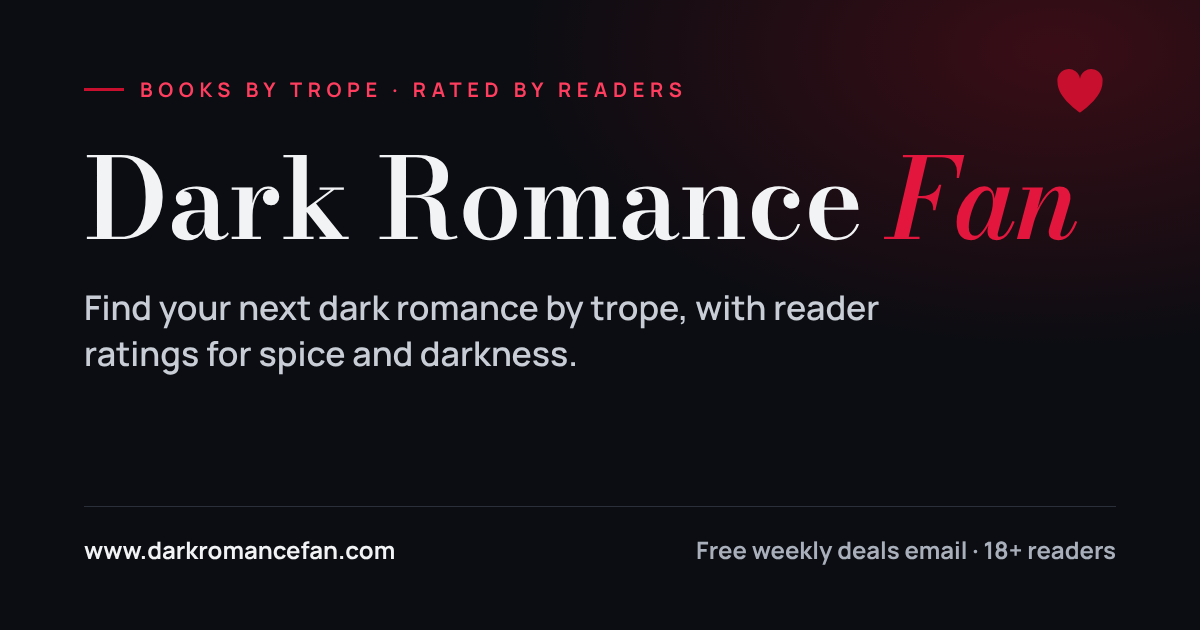 BOOKS BY TROPE · RATED BY READERS
Dark Romance Fan
Find your next dark romance by trope, with reader
ratings for spice and darkness.
www.darkromancefan.com
Free weekly deals email · 18+ readers